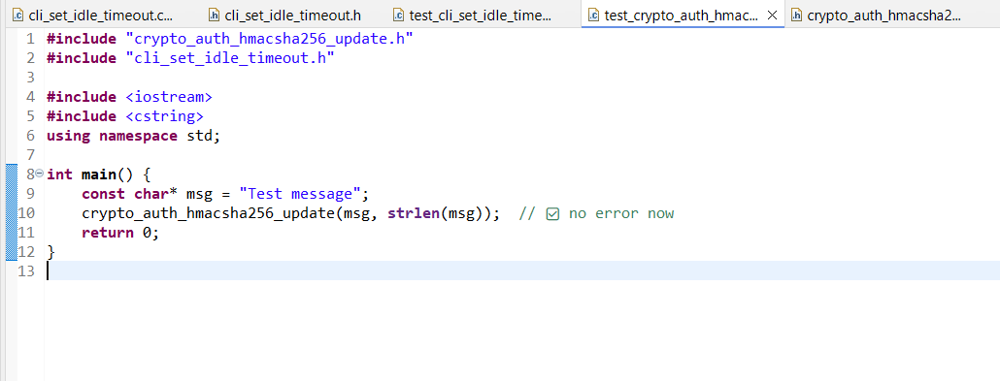 cli_set_idle_timeout.c... cli_set_idle_timeout.h test_cli_set_idle_time... test_crypto_auth_hmac... crypto_auth_hmacsha2...
1 #include "crypto_auth_hmacsha256_update.h"
2 #include "cli_set_idle_timeout.h"
3
4 #include <iostream>
5 #include <cstring>
6 using namespace std;
7
8 int main() {
9 const char* msg = "Test message";
10 crypto_auth_hmacsha256_update(msg, strlen(msg)); // ✅ no error now
11 return 0;
12 }
13